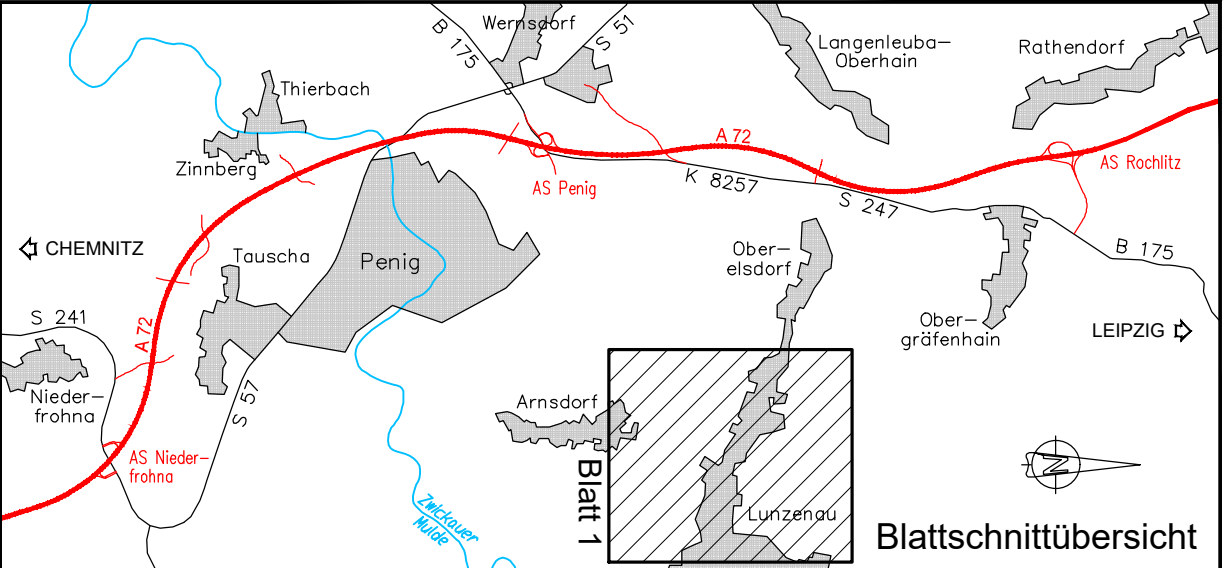 Wernsdorf
B 175
S 51
Langenleuba-
Oberhain
Rathendorf
Thierbach
Zinnberg
A 72
AS Penig
K 8257
AS Rochlitz
S 247
CHEMNITZ
Tauscha
Penig
Ober-
elsdorf
B 175
S 241
A 72
Ober-
gräfenhain
LEIPZIG
Nieder-
frohna
S 57
Arnsdorf
AS Nieder-
frohna
Blatt 1
N
Zwickauer
Mulde
Lunzenau
Blattschnittübersicht